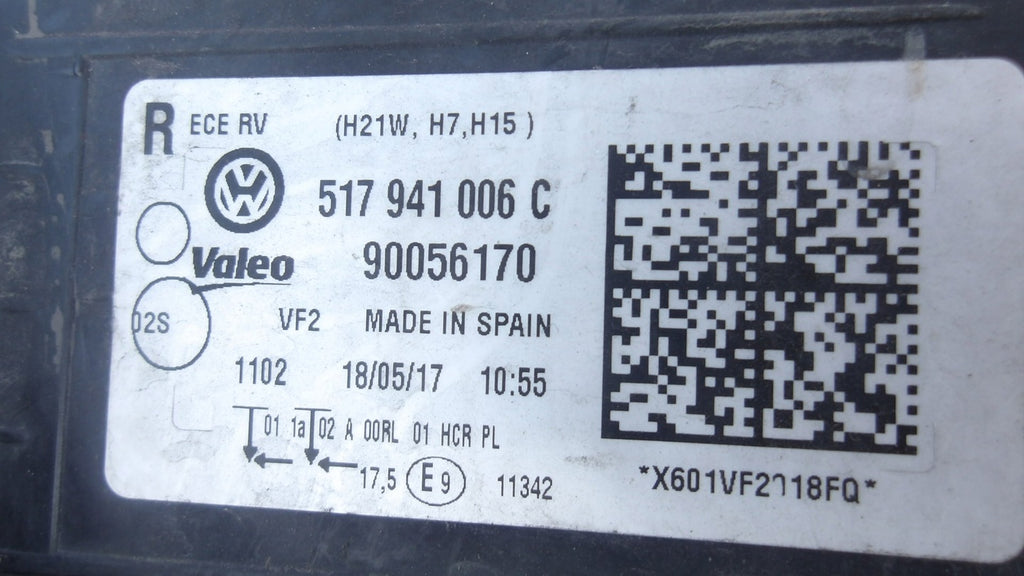 R ECE RV (H21W, H7,H15 )
517 941 006 C
Valeo 90056170
02S VF2 MADE IN SPAIN
1102 18/05/17 10:55
01 1a 02 A 00RL 01 HCR PL
17,5 E9 11342